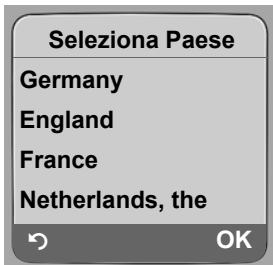 Seleziona Paese
Germany
England
France
Netherlands, the
OK